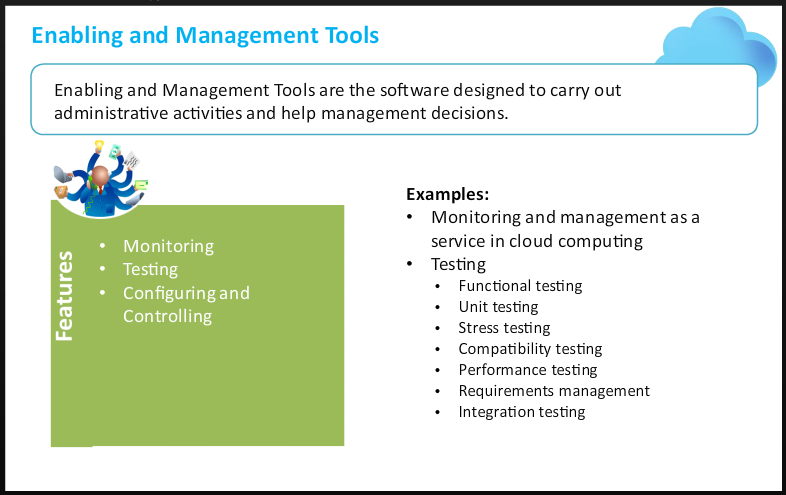 Enabling and Management Tools
Enabling and Management Tools are the software designed to carry out
administrative activities and help management decisions.
Features
• Monitoring
• Testing
• Configuring and
Controlling
Examples:
• Monitoring and management as a
service in cloud computing
• Testing
• Functional testing
• Unit testing
• Stress testing
• Compatibility testing
• Performance testing
• Requirements management
• Integration testing